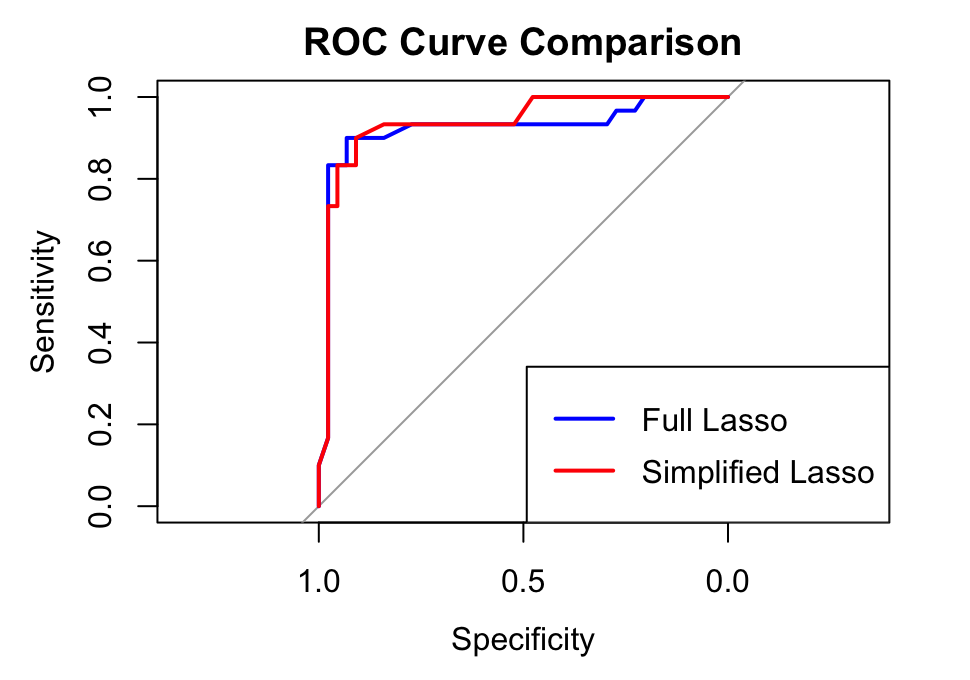 ROC Curve Comparison
Sensitivity
1.0
0.8
0.6
0.4
0.2
0.0
Full Lasso
Simplified Lasso
1.0 0.5 0.0
Specificity